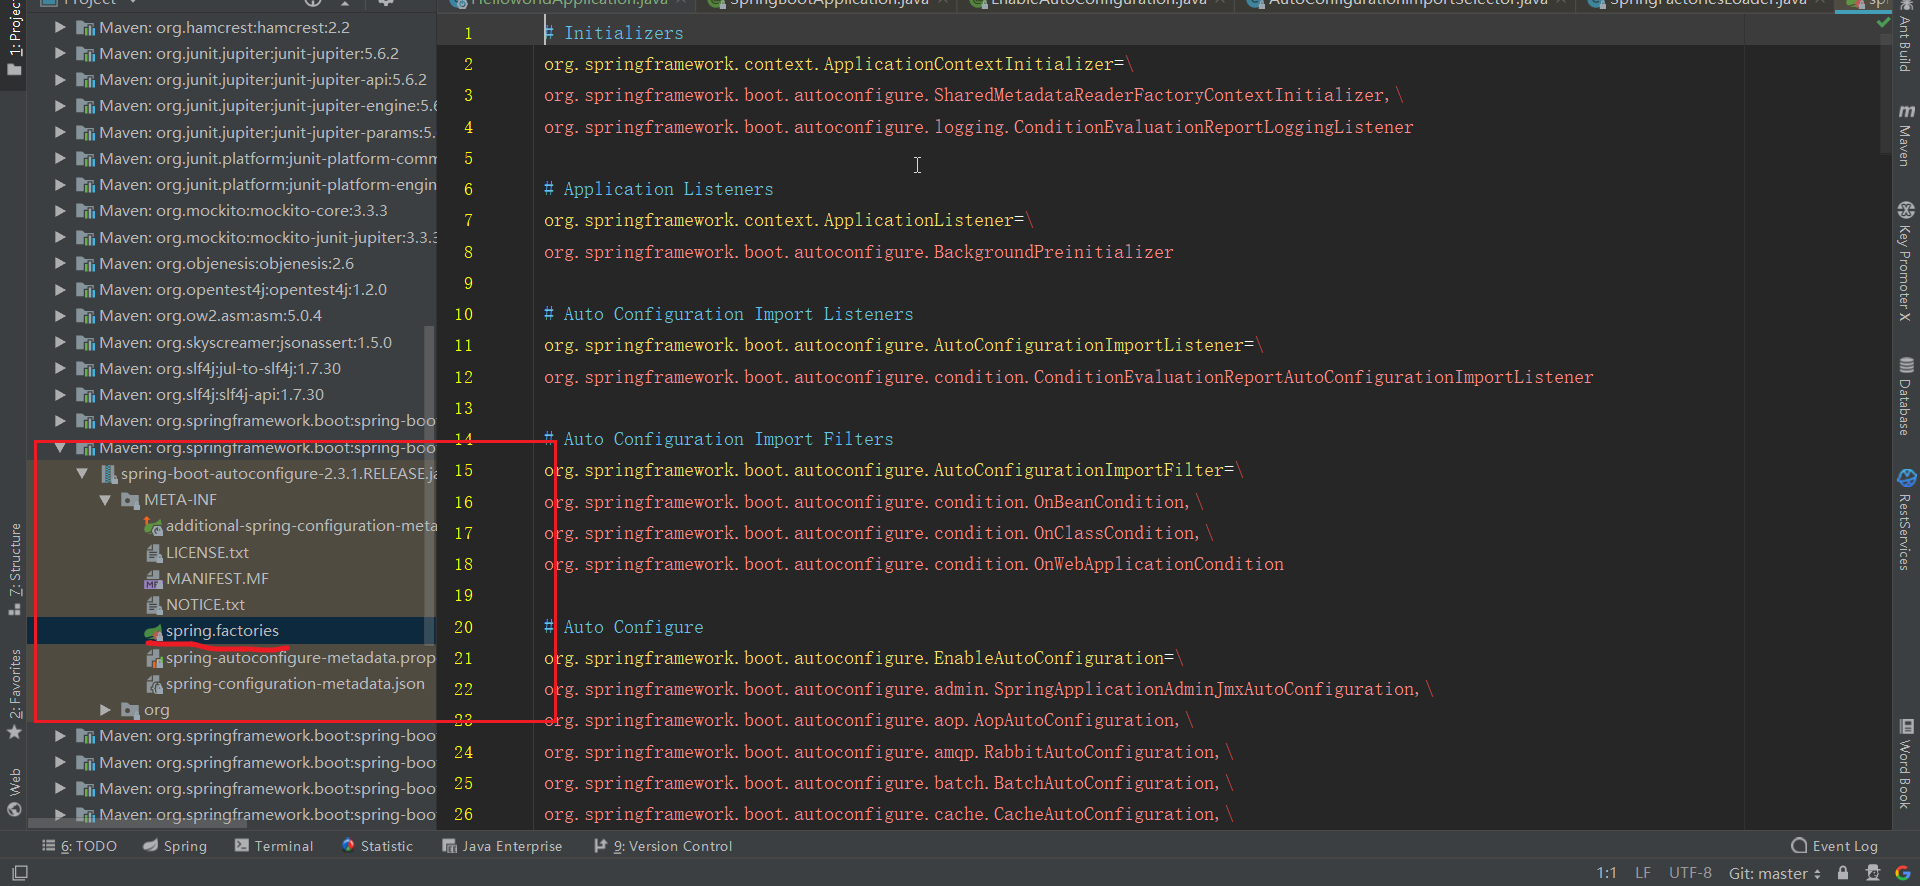 Project
HelloWorldApplication.java
SpringBootApplication.java
EnableAutoConfiguration.java
AutoConfigurationImportSelector.java
SpringFactoriesLoader.java
1: Project
Maven: org.hamcrest:hamcrest:2.2
Maven: org.junit.jupiter:junit-jupiter:5.6.2
Maven: org.junit.jupiter:junit-jupiter-api:5.6.2
Maven: org.junit.jupiter:junit-jupiter-engine:5.6
Maven: org.junit.jupiter:junit-jupiter-params:5.
Maven: org.junit.platform:junit-platform-comm
Maven: org.junit.platform:junit-platform-engin
Maven: org.mockito:mockito-core:3.3.3
Maven: org.mockito:mockito-junit-jupiter:3.3.3
Maven: org.objenesis:objenesis:2.6
Maven: org.opentest4j:opentest4j:1.2.0
Maven: org.ow2.asm:asm:5.0.4
Maven: org.skyscreamer:jsonassert:1.5.0
Maven: org.slf4j:jul-to-slf4j:1.7.30
Maven: org.slf4j:slf4j-api:1.7.30
Maven: org.springframework.boot:spring-boo
Maven: org.springframework.boot:spring-boo
spring-boot-autoconfigure-2.3.1.RELEASE.ja
META-INF
additional-spring-configuration-meta
LICENSE.txt
MANIFEST.MF
NOTICE.txt
spring.factories
spring-autoconfigure-metadata.prop
spring-configuration-metadata.json
org
Maven: org.springframework.boot:spring-boo
Maven: org.springframework.boot:spring-boo
Maven: org.springframework.boot:spring-boo
Maven: org.springframework.boot:spring-boo
7: Structure
2: Favorites
Web
1 # Initializers
2 org.springframework.context.ApplicationContextInitializer=\
3 org.springframework.boot.autoconfigure.SharedMetadataReaderFactoryContextInitializer,\
4 org.springframework.boot.autoconfigure.logging.ConditionEvaluationReportLoggingListener
5
6 # Application Listeners
7 org.springframework.context.ApplicationListener=\
8 org.springframework.boot.autoconfigure.BackgroundPreinitializer
9
10 # Auto Configuration Import Listeners
11 org.springframework.boot.autoconfigure.AutoConfigurationImportListener=\
12 org.springframework.boot.autoconfigure.condition.ConditionEvaluationReportAutoConfigurationImportListener
13
14 # Auto Configuration Import Filters
15 org.springframework.boot.autoconfigure.AutoConfigurationImportFilter=\
16 org.springframework.boot.autoconfigure.condition.OnBeanCondition,\
17 org.springframework.boot.autoconfigure.condition.OnClassCondition,\
18 org.springframework.boot.autoconfigure.condition.OnWebApplicationCondition
19
20 # Auto Configure
21 org.springframework.boot.autoconfigure.EnableAutoConfiguration=\
22 org.springframework.boot.autoconfigure.admin.SpringApplicationAdminJmxAutoConfiguration,\
23 org.springframework.boot.autoconfigure.aop.AopAutoConfiguration,\
24 org.springframework.boot.autoconfigure.amqp.RabbitAutoConfiguration,\
25 org.springframework.boot.autoconfigure.batch.BatchAutoConfiguration,\
26 org.springframework.boot.autoconfigure.cache.CacheAutoConfiguration,\
Ant Build
Maven
Key Promoter X
Database
RestServices
Word Book
6: TODO
Spring
Terminal
Statistic
Java Enterprise
9: Version Control
Event Log
1:1
LF
UTF-8
Git: master